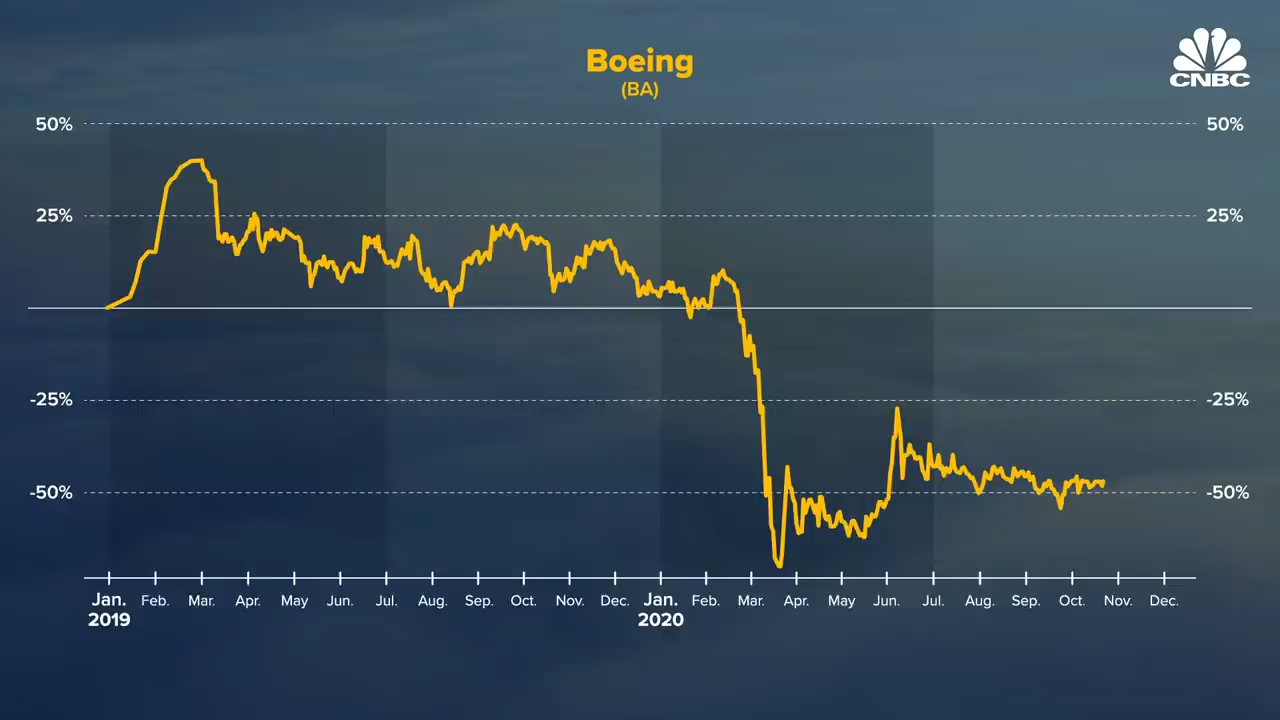 Boeing
(BA)
CNBC
50% 50%
25% 25%
-25% -25%
-50% -50%
Jan. Feb. Mar. Apr. May Jun. Jul. Aug. Sep. Oct. Nov. Dec. Jan. Feb. Mar. Apr. May Jun. Jul. Aug. Sep. Oct. Nov. Dec.
2019 2020